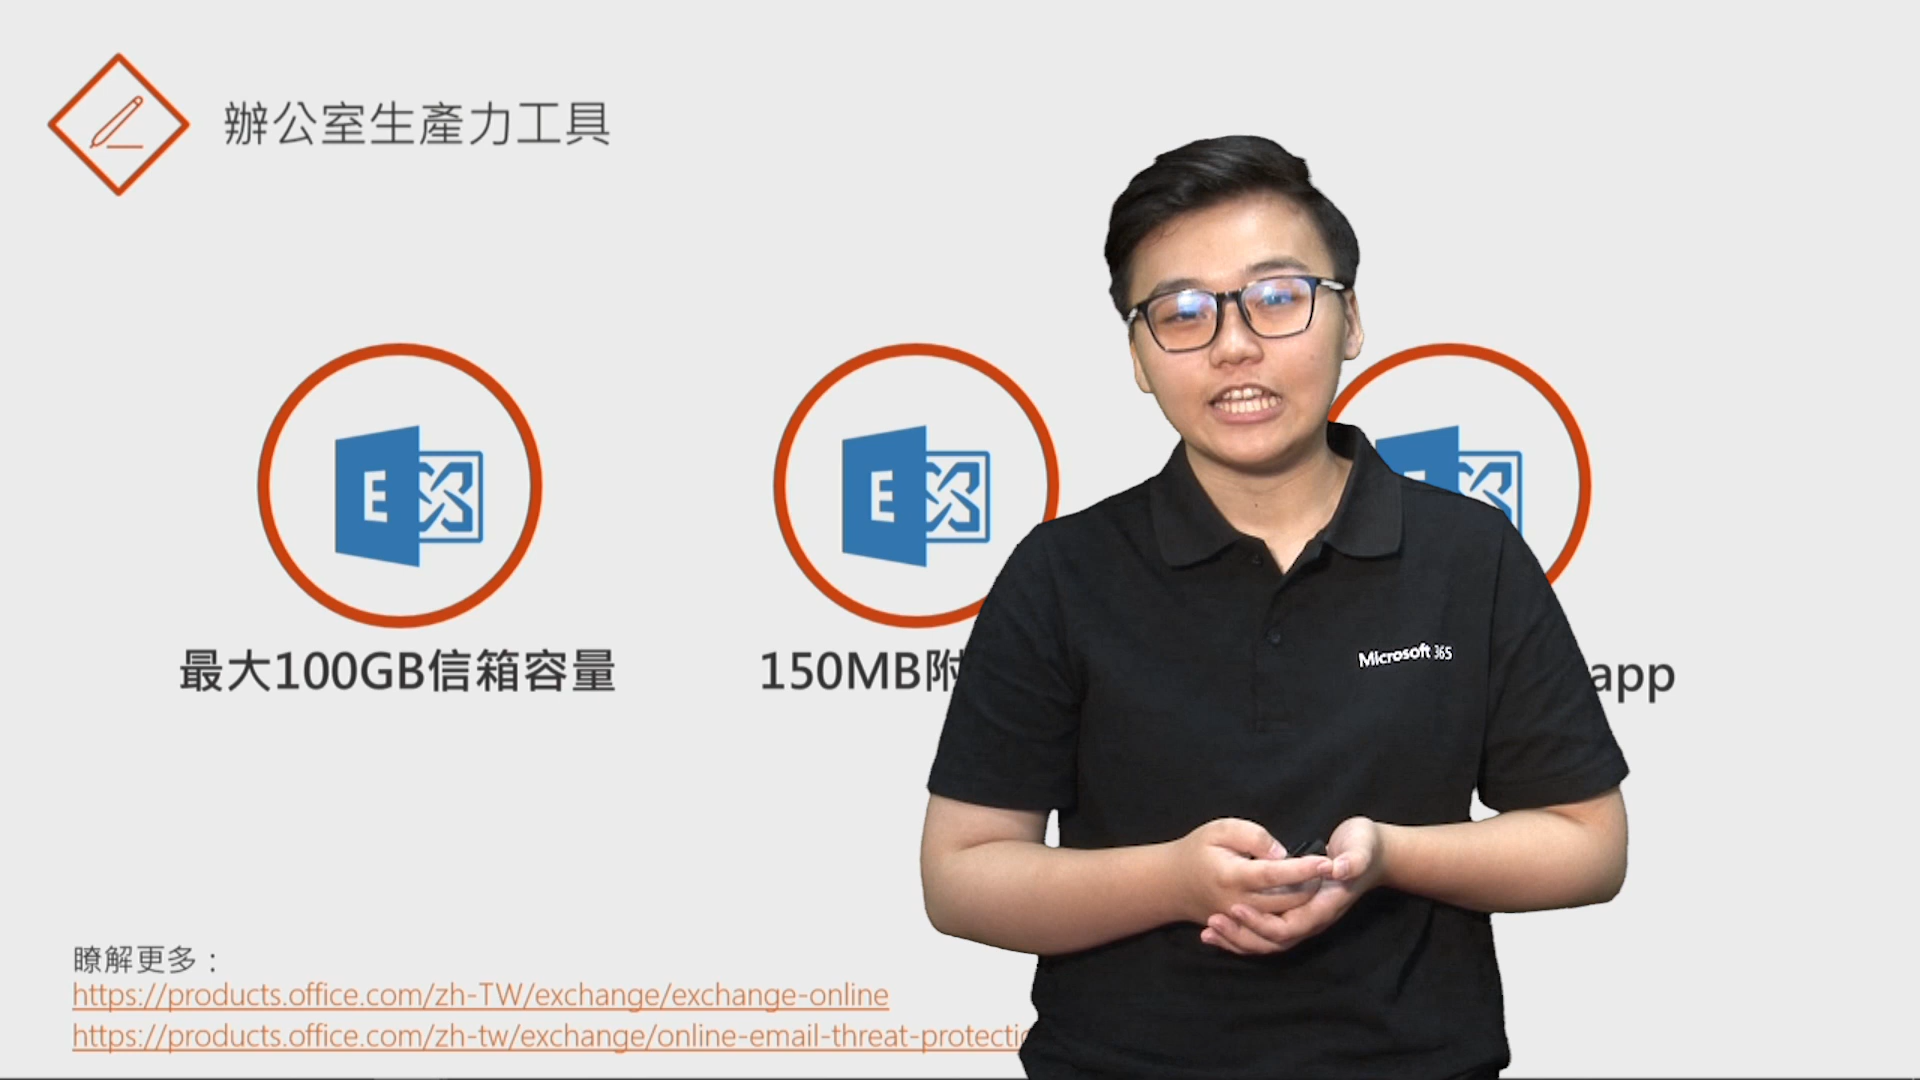 辦公室生產力工具
E
E
最大100GB信箱容量
150MB附
app
Microsoft 365
瞭解更多：
https://products.office.com/zh-TW/exchange/exchange-online
https://products.office.com/zh-tw/exchange/online-email-threat-protecti